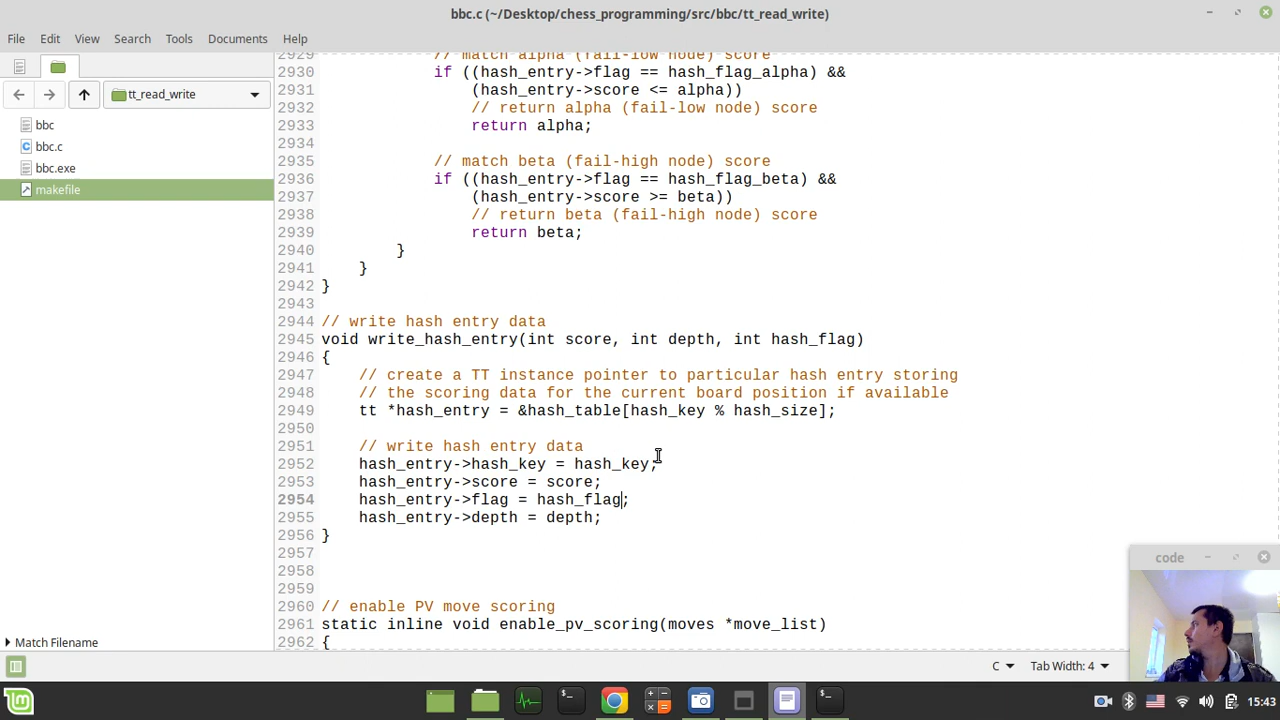 bbc.c (~/Desktop/chess_programming/src/bbc/tt_read_write)
File Edit View Search Tools Documents Help
tt_read_write
bbc
bbc.c
bbc.exe
makefile
Match Filename
2929 // match alpha (fail-low node) score
2930 if ((hash_entry->flag == hash_flag_alpha) &&
2931 (hash_entry->score <= alpha))
2932 // return alpha (fail-low node) score
2933 return alpha;
2934
2935 // match beta (fail-high node) score
2936 if ((hash_entry->flag == hash_flag_beta) &&
2937 (hash_entry->score >= beta))
2938 // return beta (fail-high node) score
2939 return beta;
2940 }
2941 }
2942 }
2943
2944 // write hash entry data
2945 void write_hash_entry(int score, int depth, int hash_flag)
2946 {
2947 // create a TT instance pointer to particular hash entry storing
2948 // the scoring data for the current board position if available
2949 tt *hash_entry = &hash_table[hash_key % hash_size];
2950
2951 // write hash entry data
2952 hash_entry->hash_key = hash_key;
2953 hash_entry->score = score;
2954 hash_entry->flag = hash_flag;
2955 hash_entry->depth = depth;
2956 }
2957
2958
2959
2960 // enable PV move scoring
2961 static inline void enable_pv_scoring(moves *move_list)
2962 {
code
C Tab Width: 4
15:43